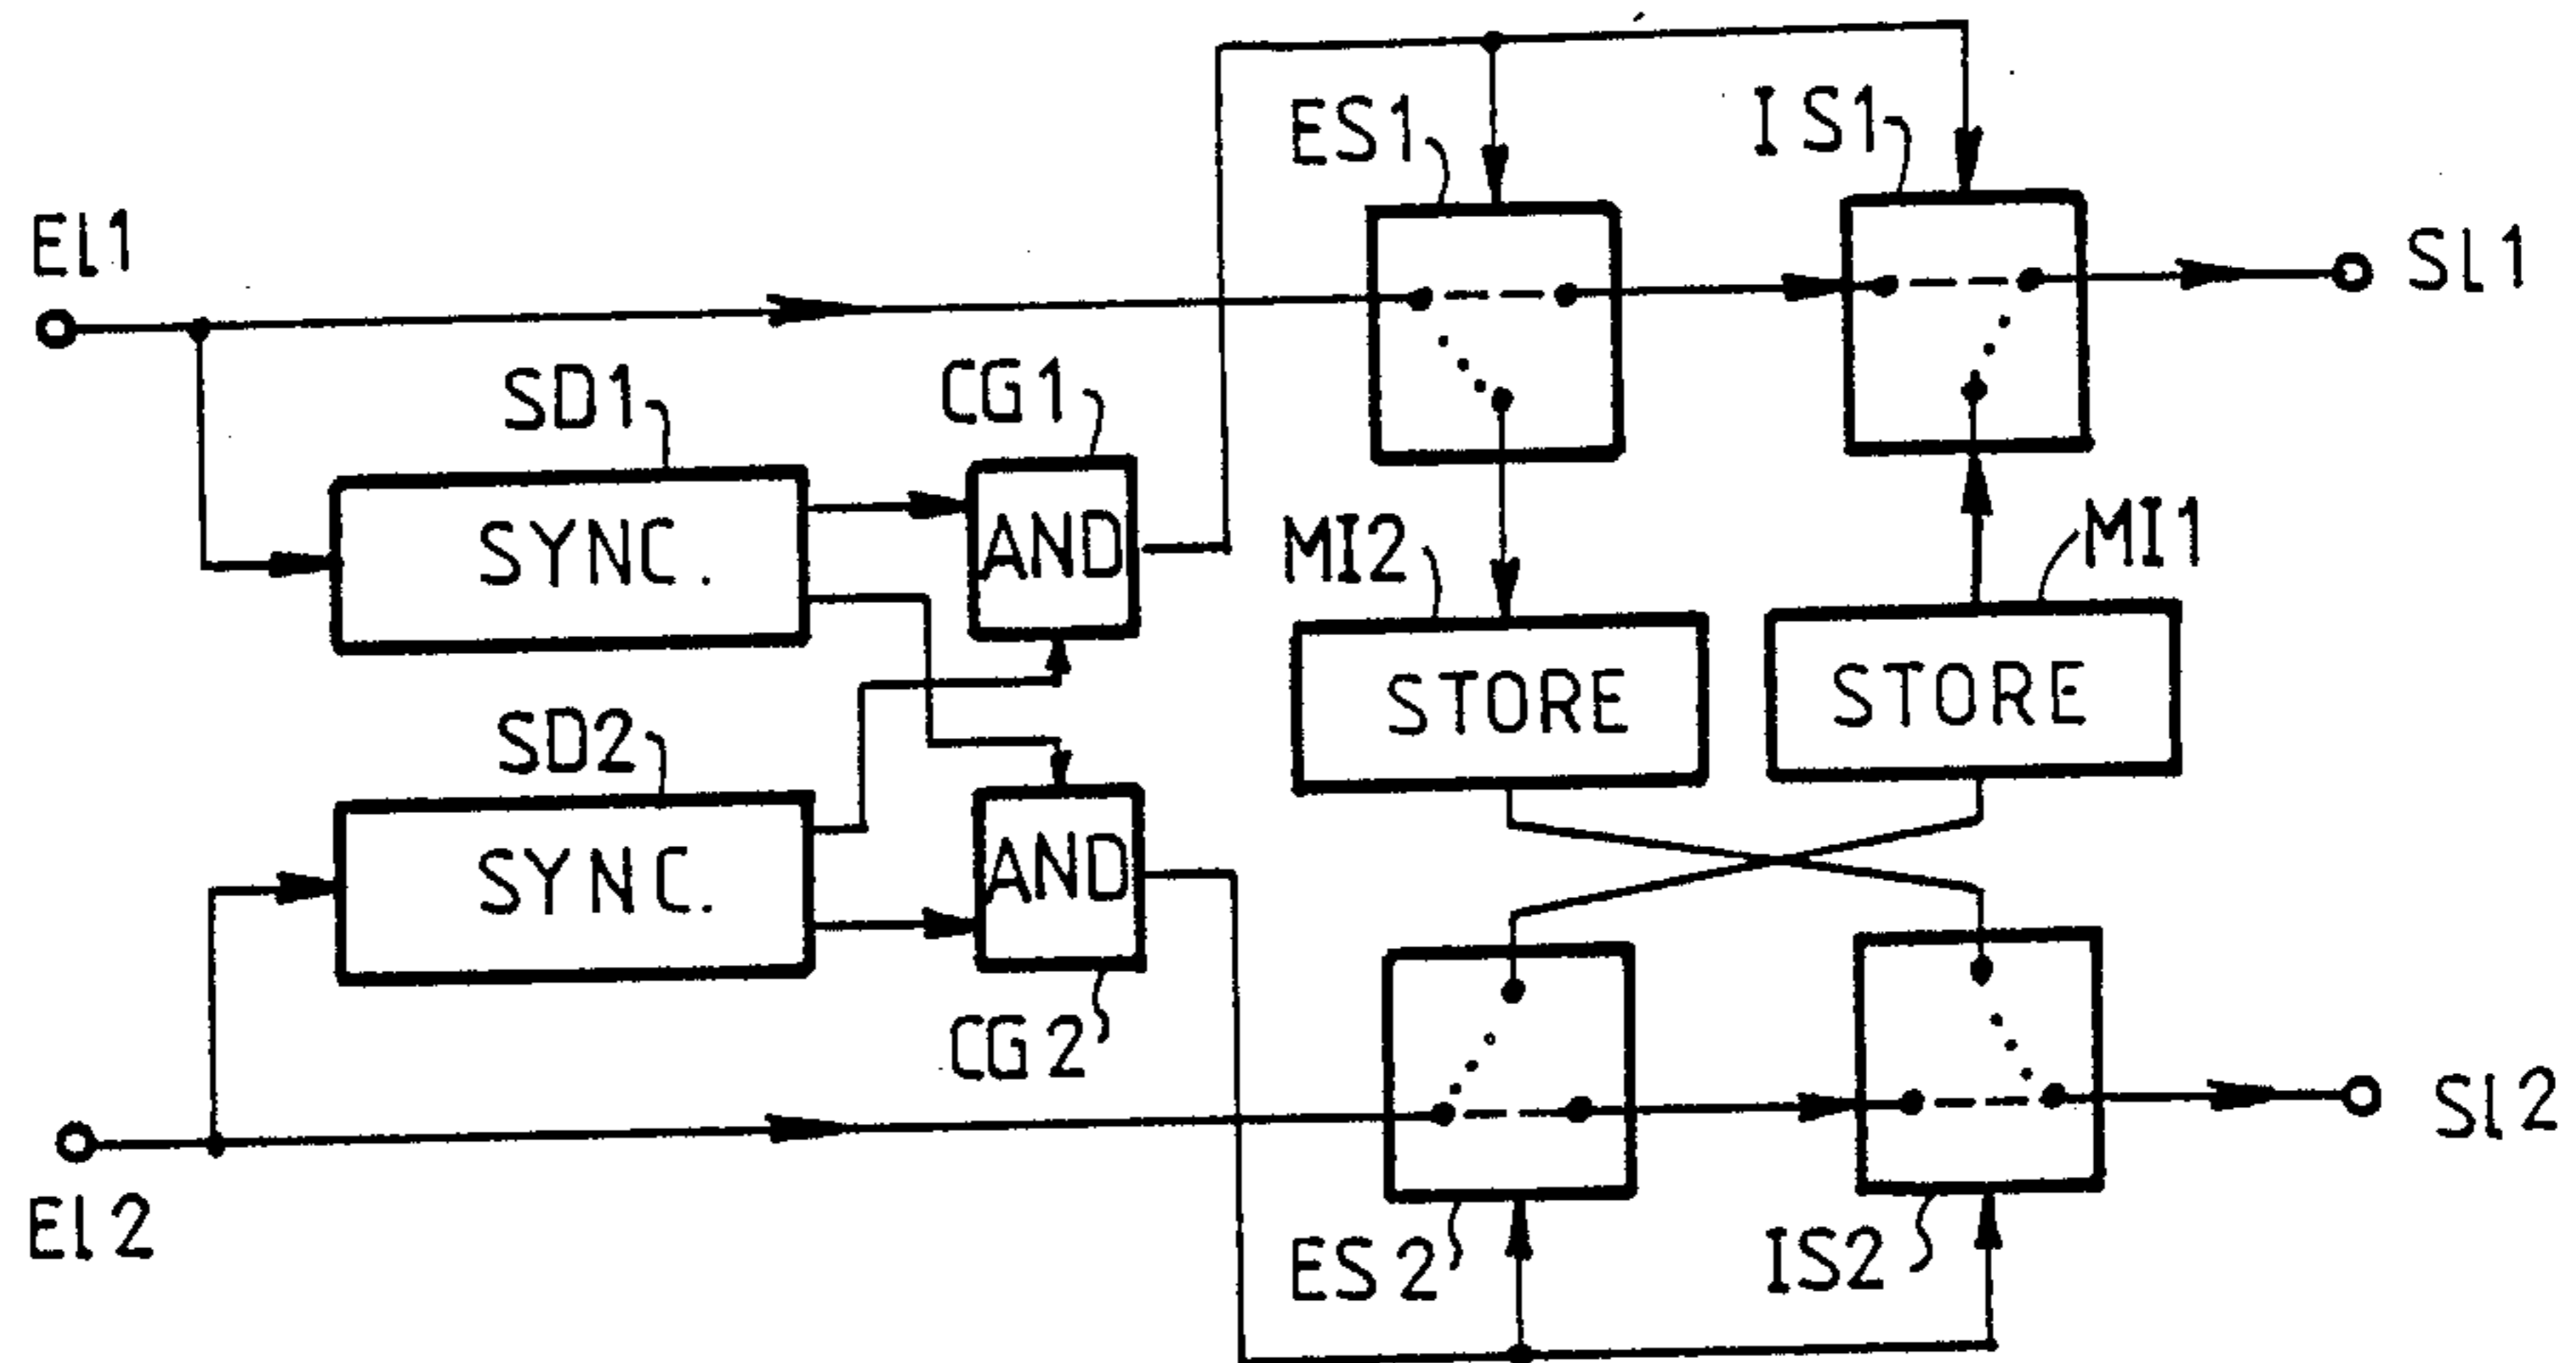 ES1
IS1
El1
Sl1
SD1
CG1
SYNC.
AND
MI2
MI1
STORE
STORE
SD2
SYNC.
AND
CG2
El2
ES2
IS2
Sl2